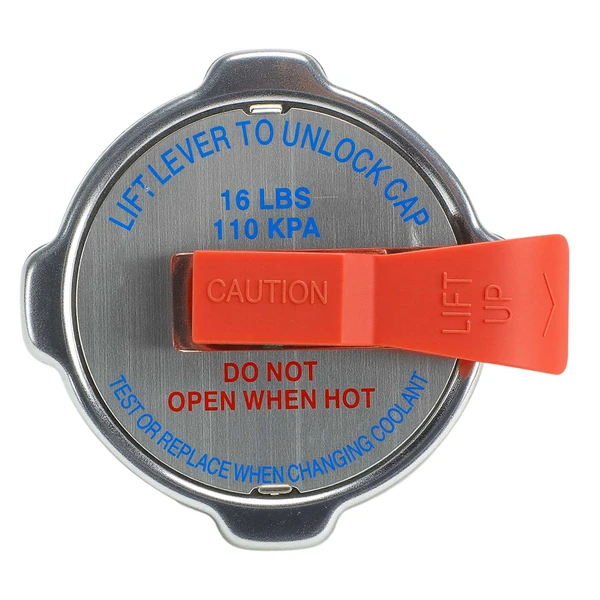 LIFT LEVER TO UNLOCK CAP
16 LBS
110 KPA
CAUTION
LIFT
UP
DO NOT
OPEN WHEN HOT
TEST OR REPLACE WHEN CHANGING COOLANT